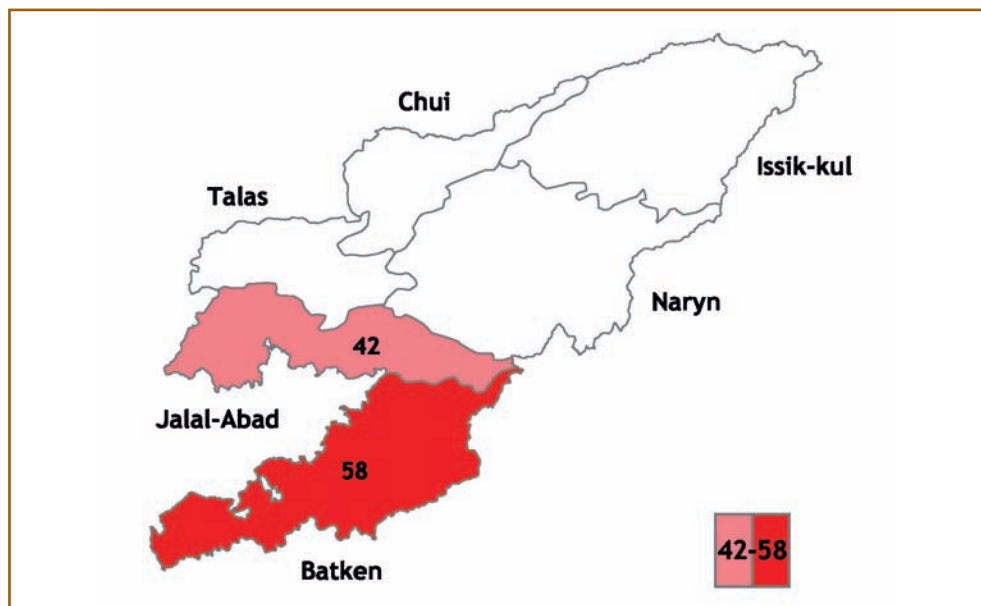 Chui
Issik-kul
Talas
Naryn
42
Jalal-Abad
58
42-58
Batken